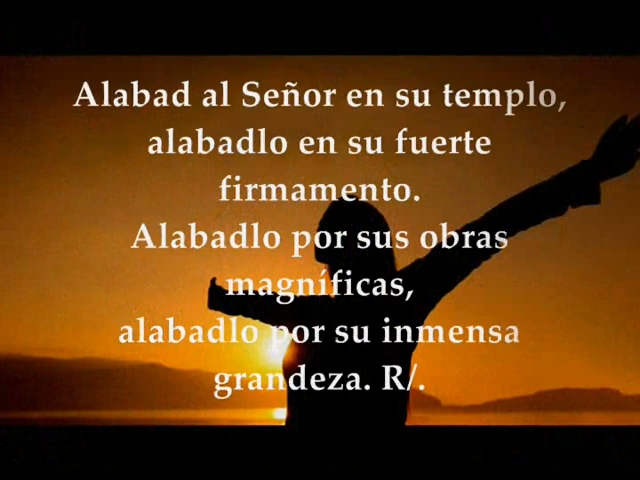 Alabad al Señor en su templo,
alabadlo en su fuerte
firmamento.
Alabadlo por sus obras
magníficas,
alabadlo por su inmensa
grandeza. R/.